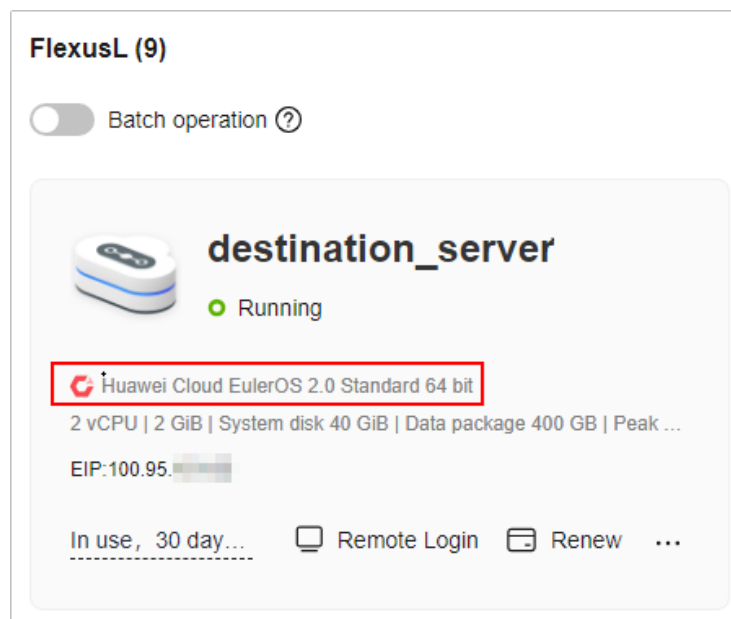 FlexusL (9)
Batch operation ?
destination_server
Running
Huawei Cloud EulerOS 2.0 Standard 64 bit
2 vCPU | 2 GiB | System disk 40 GiB | Data package 400 GB | Peak ...
EIP:100.95.
In use, 30 day... Remote Login Renew ...